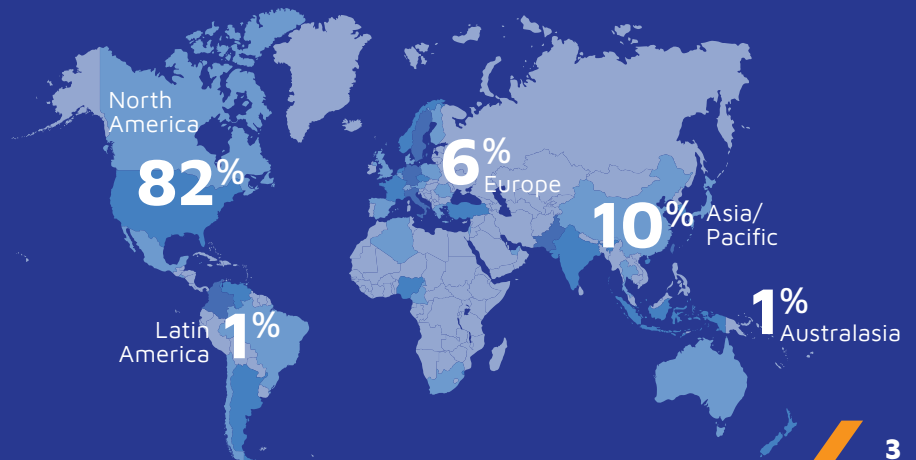 North
America
82%
6%
Europe
10%
Asia/
Pacific
Latin
America
1%
1%
Australasia
3